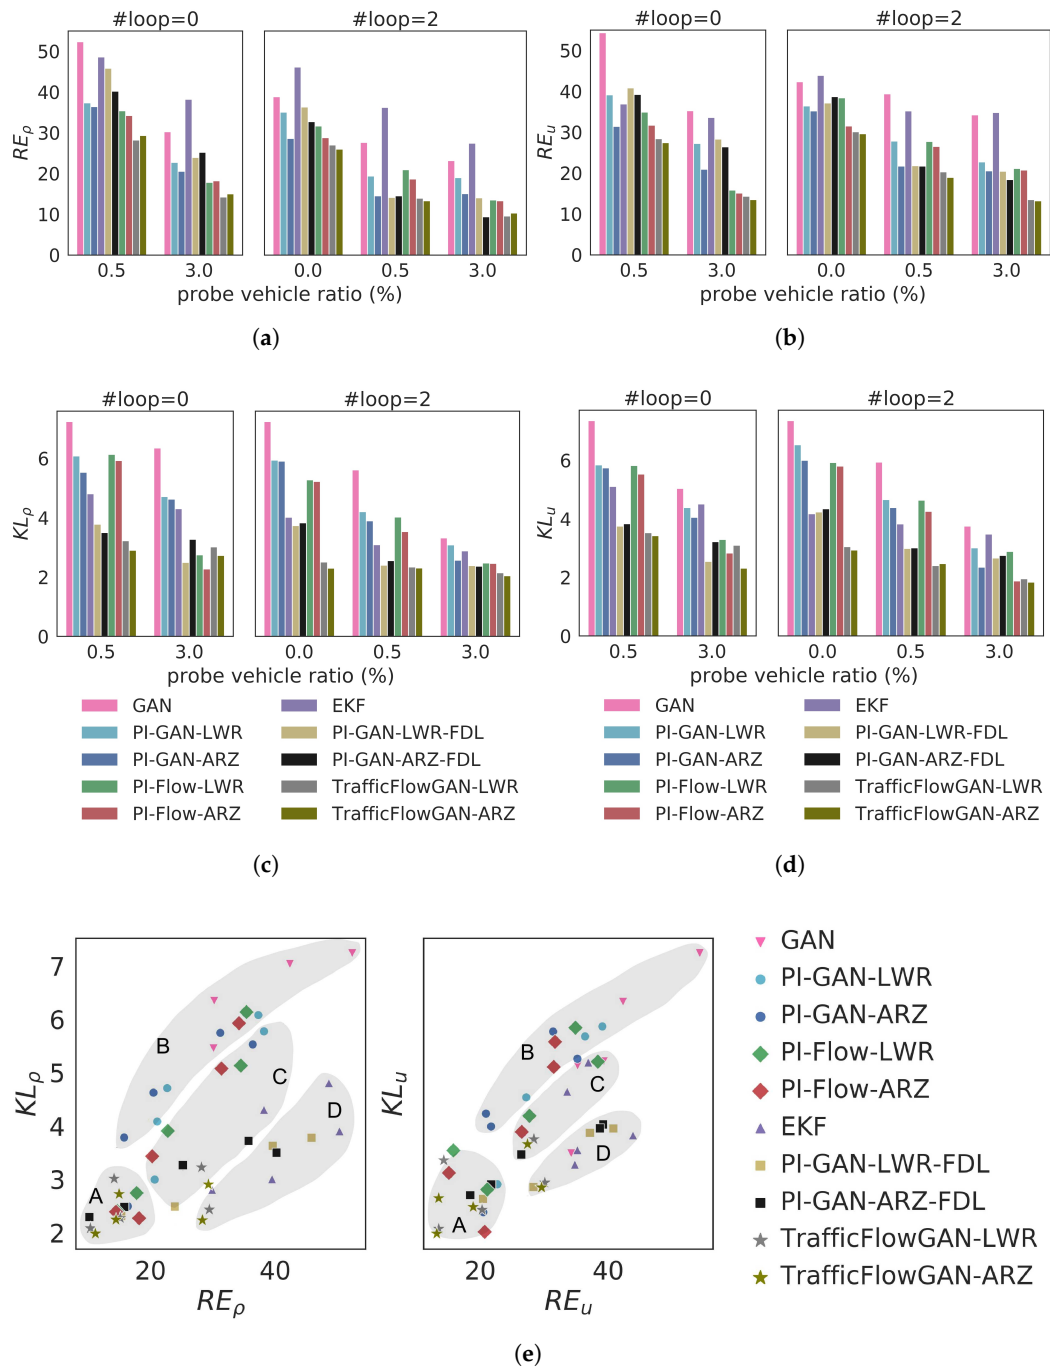 #loop=0
#loop=2
#loop=0
#loop=2
50
40
30
20
10
0
REρ
50
40
30
20
10
0
REu
0.5
3.0
0.0
0.5
3.0
0.5
3.0
0.0
0.5
3.0
probe vehicle ratio (%)
probe vehicle ratio (%)
(a)
(b)
#loop=0
#loop=2
#loop=0
#loop=2
6
4
2
0
KLρ
6
4
2
0
KLu
0.5
3.0
0.0
0.5
3.0
0.5
3.0
0.0
0.5
3.0
probe vehicle ratio (%)
probe vehicle ratio (%)
GAN
PI-GAN-LWR
PI-GAN-ARZ
PI-Flow-LWR
PI-Flow-ARZ
EKF
PI-GAN-LWR-FDL
PI-GAN-ARZ-FDL
TrafficFlowGAN-LWR
TrafficFlowGAN-ARZ
GAN
PI-GAN-LWR
PI-GAN-ARZ
PI-Flow-LWR
PI-Flow-ARZ
EKF
PI-GAN-LWR-FDL
PI-GAN-ARZ-FDL
TrafficFlowGAN-LWR
TrafficFlowGAN-ARZ
(c)
(d)
7
6
5
4
3
2
KLρ
B
C
D
A
20
40
REρ
KLu
B
C
D
A
20
40
REu
GAN
PI-GAN-LWR
PI-GAN-ARZ
PI-Flow-LWR
PI-Flow-ARZ
EKF
PI-GAN-LWR-FDL
PI-GAN-ARZ-FDL
TrafficFlowGAN-LWR
TrafficFlowGAN-ARZ
(e)